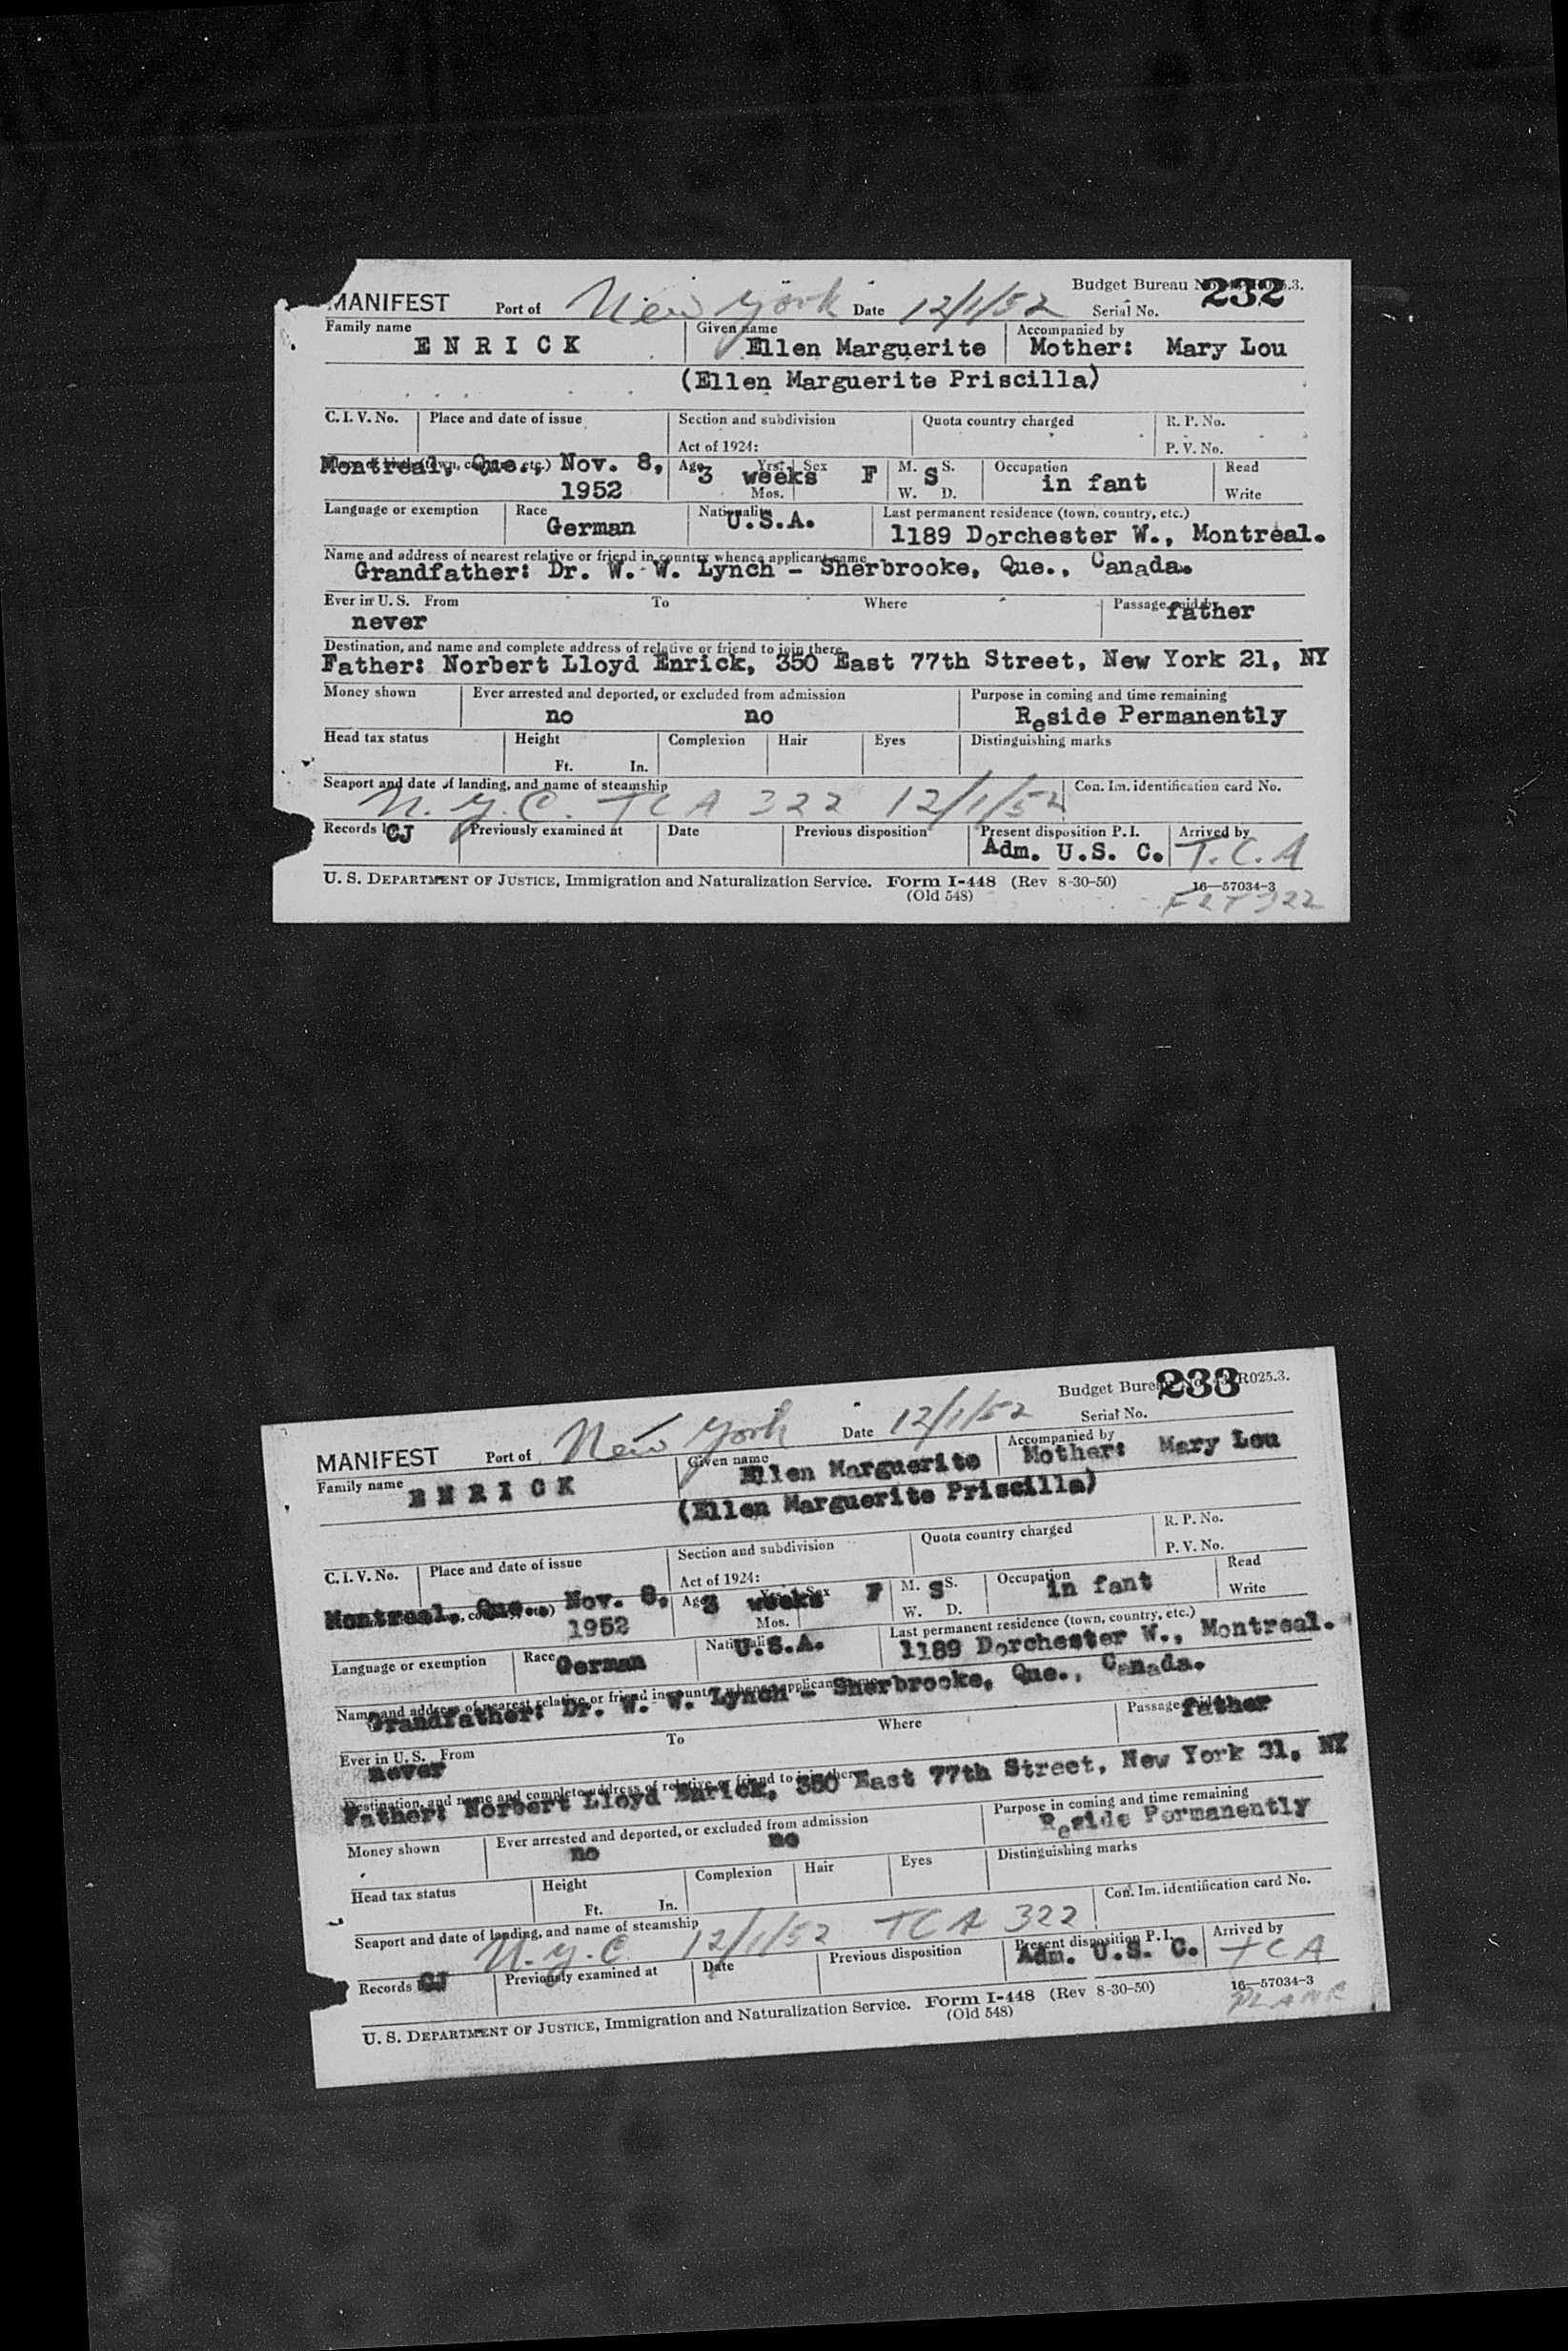 MANIFEST Port of New York Date 12/1/52 Budget Bureau 232 .3.
Serial No.
Family name Given name Accompanied by
E N R I C K Ellen Marguerite Mother: Mary Lou
(Ellen Marguerite Priscilla)
C. I. V. No. Place and date of issue Section and subdivision Quota country charged R. P. No.
Act of 1924: P. V. No.
Montreal, Que., Nov. 8, Age 3 weeks Yrs. Sex F M. S S. Occupation Read
1952 Mos. W. D. in fant Write
Language or exemption Race Nationality Last permanent residence (town, country, etc.)
German U.S.A. 1189 Dorchester W., Montreal.
Name and address of nearest relative or friend in country whence applicant came
Grandfather: Dr. W. W. Lynch - Sherbrooke, Que., Canada.
Ever in U. S. From To Where Passage paid by
never father
Destination, and name and complete address of relative or friend to join there
Father: Norbert Lloyd Enrick, 350 East 77th Street, New York 21, NY
Money shown Ever arrested and deported, or excluded from admission Purpose in coming and time remaining
no no Reside Permanently
Head tax status Height Complexion Hair Eyes Distinguishing marks
Ft. In.
Seaport and date of landing, and name of steamship Con. Im. identification card No.
N.Y.C. TCA 322 12/1/52
Records CJ Previously examined at Date Previous disposition Present disposition P. I. Arrived by
Adm. U.S. C. T.C.A
U. S. DEPARTMENT OF JUSTICE, Immigration and Naturalization Service. Form I-448 (Rev 8-30-50) 16—57034-3
(Old 548) FLT 322
MANIFEST Port of New York Date 12/1/52 Budget Bureau 233 R025.3.
Serial No.
Family name Given name Accompanied by
E N R I C K Ellen Marguerite Mother: Mary Lou
(Ellen Marguerite Priscilla)
C. I. V. No. Place and date of issue Section and subdivision Quota country charged R. P. No.
Act of 1924: P. V. No.
Montreal, Que., Nov. 8, Age 3 weeks Yrs. Sex F M. S S. Occupation Read
1952 Mos. W. D. in fant Write
Language or exemption Race Nationality Last permanent residence (town, country, etc.)
German U.S.A. 1189 Dorchester W., Montreal.
Name and address of nearest relative or friend in country whence applicant came
Grandfather: Dr. W. W. Lynch - Sherbrooke, Que., Canada.
Ever in U. S. From To Where Passage paid by
never father
Destination, and name and complete address of relative or friend to join there
Father: Norbert Lloyd Enrick, 350 East 77th Street, New York 21, NY
Money shown Ever arrested and deported, or excluded from admission Purpose in coming and time remaining
no no Reside Permanently
Head tax status Height Complexion Hair Eyes Distinguishing marks
Ft. In.
Seaport and date of landing, and name of steamship Con. Im. identification card No.
N.Y.C. 12/1/52 TCA 322
Records CJ Previously examined at Date Previous disposition Present disposition P. I. Arrived by
Adm. U.S. C. TCA
U. S. DEPARTMENT OF JUSTICE, Immigration and Naturalization Service. Form I-448 (Rev 8-30-50) 16—57034-3
(Old 548) PLANE